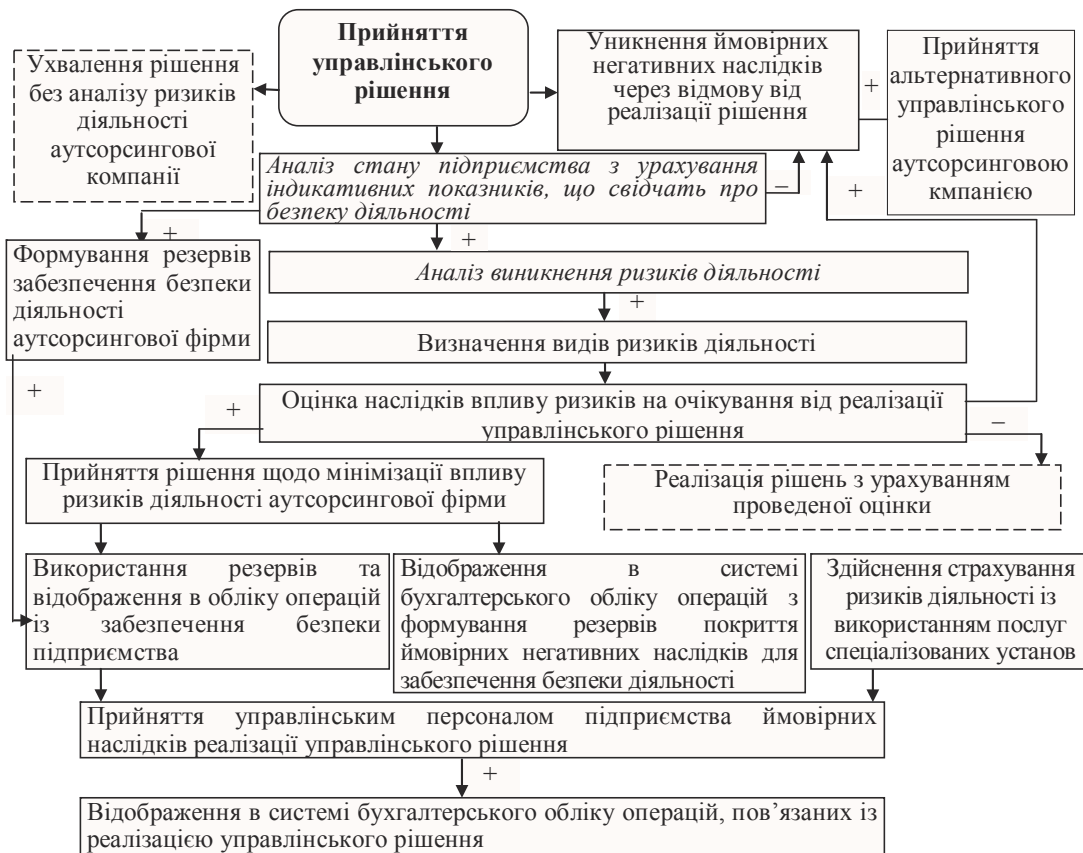 Прийняття
управлінського
рішення
Ухвалення рішення
без аналізу ризиків
діяльності
аутсорсингової
компанії
Уникнення ймовірних
негативних наслідків
через відмову від
реалізації рішення
+
Прийняття
альтернативного
управлінського
рішення
аутсорсинговою
кмпанією
Аналіз стану підприємства з урахування
індикативних показників, що свідчать про
безпеку діяльності
–
+
+
+
Формування резервів
забезпечення безпеки
діяльності
аутсорсингової фірми
Аналіз виникнення ризиків діяльності
+
Визначення видів ризиків діяльності
+
+
Оцінка наслідків впливу ризиків на очікування від реалізації
управлінського рішення
–
Прийняття рішення щодо мінімізації впливу
ризиків діяльності аутсорсингової фірми
Реалізація рішень з урахуванням
проведеної оцінки
Використання резервів та
відображення в обліку операцій
із забезпечення безпеки
підприємства
Відображення в системі
бухгалтерського обліку операцій з
формування резервів покриття
ймовірних негативних наслідків для
забезпечення безпеки діяльності
Здійснення страхування
ризиків діяльності із
використанням послуг
спеціалізованих установ
Прийняття управлінським персоналом підприємства ймовірних
наслідків реалізації управлінського рішення
+
Відображення в системі бухгалтерського обліку операцій, пов’язаних із
реалізацією управлінського рішення